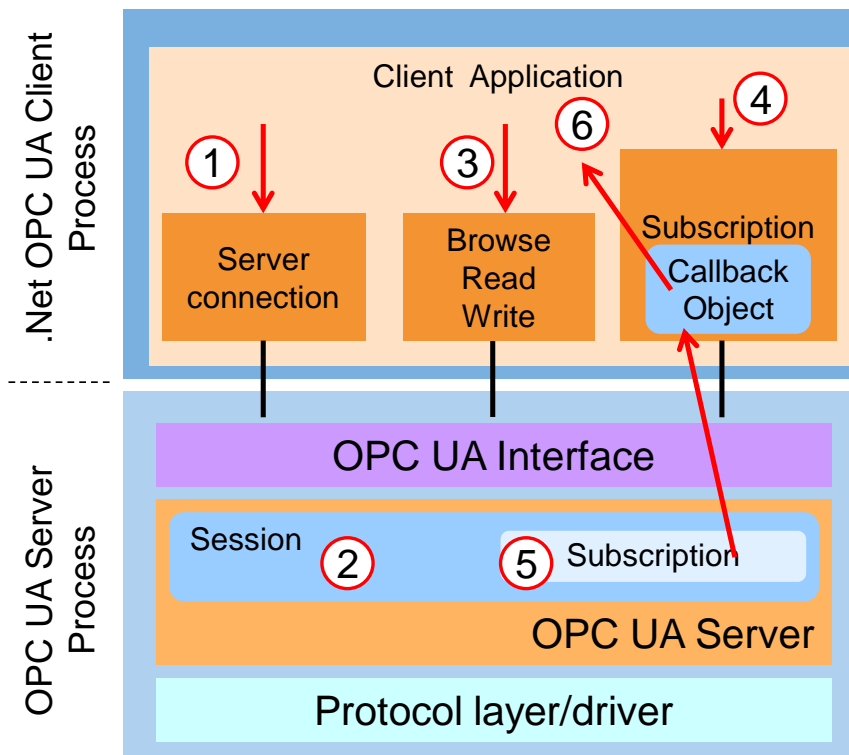 .Net OPC UA Client
Process
Client Application
6
4
1
3
Subscription
Browse
Read
Write
Server
connection
Callback
Object
OPC UA Server
Process
OPC UA Interface
Session
2
5
Subscription
OPC UA Server
Protocol layer/driver